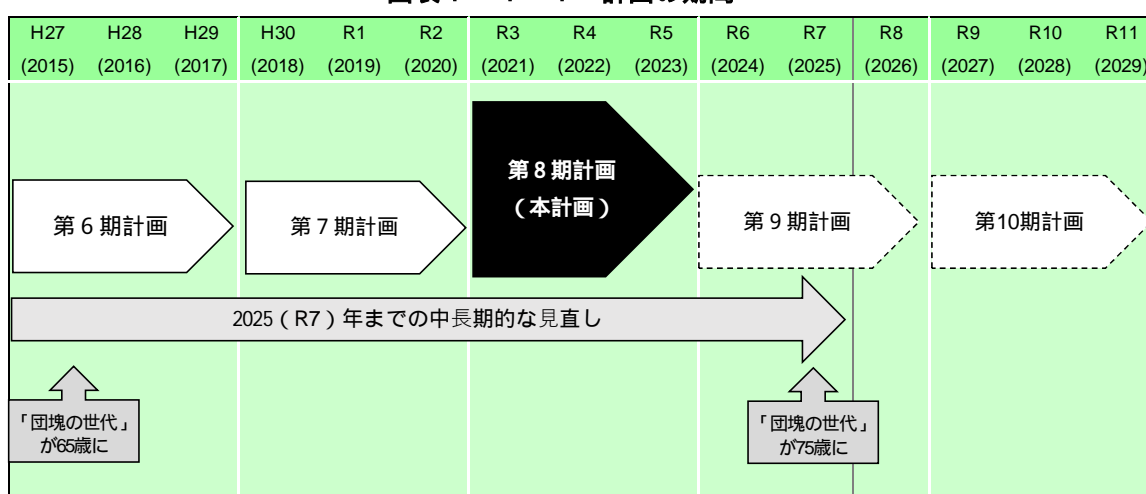 H27 H28 H29 H30 R1 R2 R3 R4 R5 R6 R7 R8 R9 R10 R11
(2015) (2016) (2017) (2018) (2019) (2020) (2021) (2022) (2023) (2024) (2025) (2026) (2027) (2028) (2029)
第8期計画
(本計画)
第6期計画
第7期計画
第9期計画
第10期計画
2025(R7)年までの中長期的な見直し
「団塊の世代」
が65歳に
「団塊の世代」
が75歳に